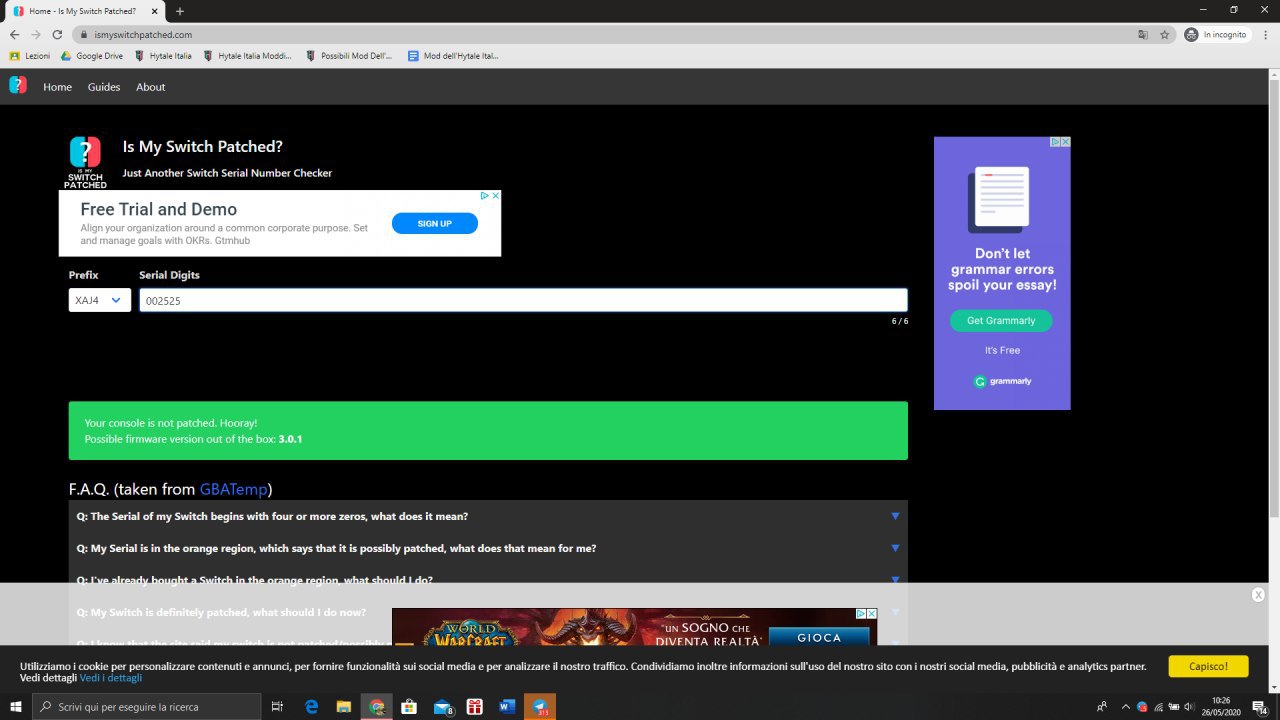 Home - Is My Switch Patched?
ismyswitchpatched.com
In incognito
Lezioni
Google Drive
Hytale Italia
Hytale Italia Moddi...
Possibili Mod Dell'...
Mod dell'Hytale Ital...
Home
Guides
About
IS MY
SWITCH
PATCHED
Is My Switch Patched?
Just Another Switch Serial Number Checker
Free Trial and Demo
Align your organization around a common corporate purpose. Set
and manage goals with OKRs. Gtmhub
SIGN UP
Prefix
Serial Digits
XAJ4
002525
6 / 6
Don't let
grammar errors
spoil your essay!
Get Grammarly
It's Free
grammarly
Your console is not patched. Hooray!
Possible firmware version out of the box: 3.0.1
F.A.Q. (taken from GBATemp)
Q: The Serial of my Switch begins with four or more zeros, what does it mean?
Q: My Serial is in the orange region, which says that it is possibly patched, what does that mean for me?
Q: I've already bought a Switch in the orange region, what should I do?
Q: My Switch is definitely patched, what should I do now?
Q: I know that the site said my switch is not patched/possibly
WORLD
WARCRAFT
"UN SOGNO CHE
DIVENTA REALTÀ"
GIOCA
Utilizziamo i cookie per personalizzare contenuti e annunci, per fornire funzionalità sui social media e per analizzare il nostro traffico. Condividiamo inoltre informazioni sull'uso del nostro sito con i nostri social media, pubblicità e analytics partner.
Vedi dettagli Vedi i dettagli
Capisco!
Scrivi qui per eseguire la ricerca
8
315
10:26
26/05/2020
14